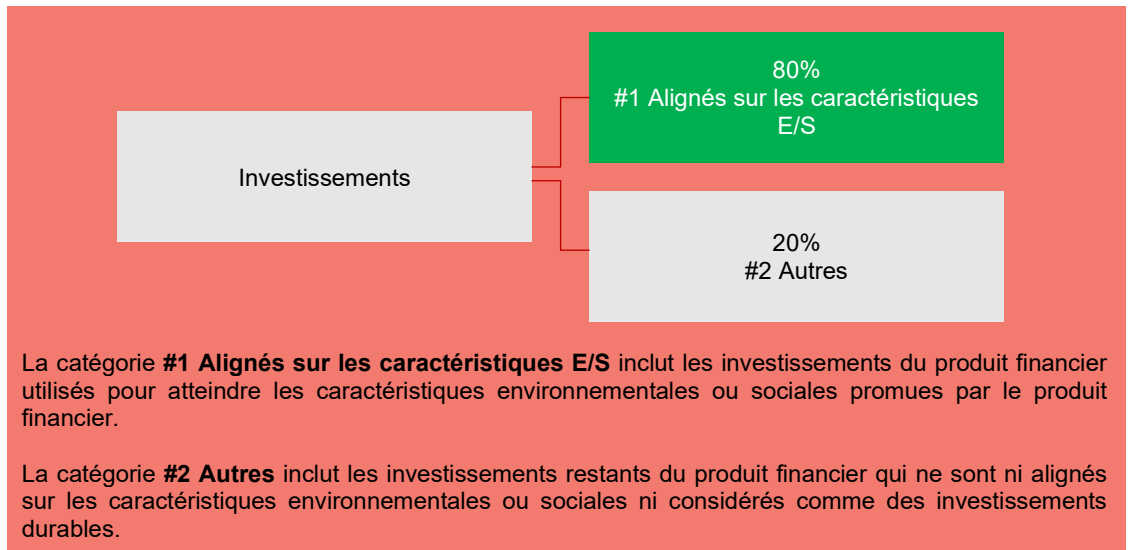 80%
#1 Alignés sur les caractéristiques
E/S
Investissements
20%
#2 Autres
La catégorie #1 Alignés sur les caractéristiques E/S inclut les investissements du produit financier
utilisés pour atteindre les caractéristiques environnementales ou sociales promues par le produit
financier.
La catégorie #2 Autres inclut les investissements restants du produit financier qui ne sont ni alignés
sur les caractéristiques environnementales ou sociales ni considérés comme des investissements
durables.